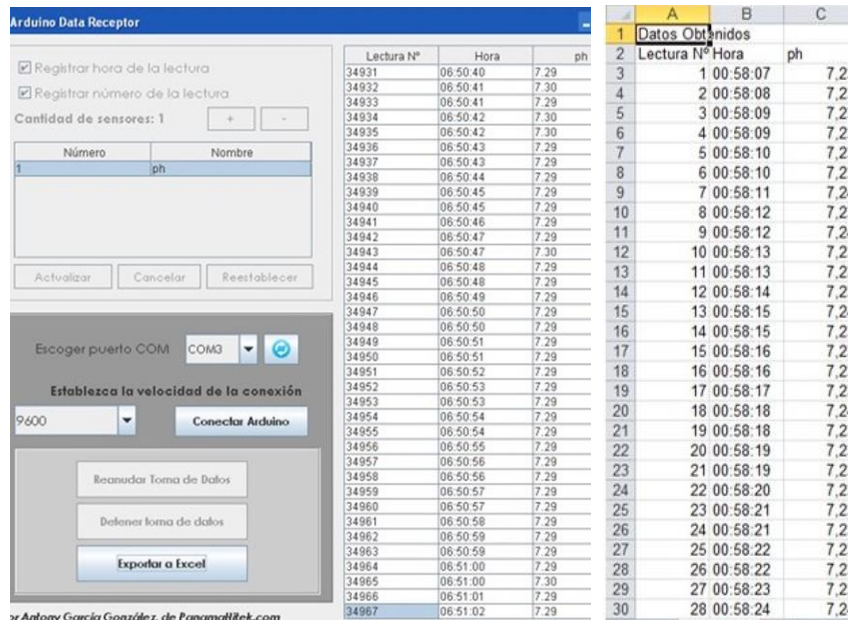 Arduino Data Receptor
Registrar hora de la lectura
Registrar número de la lectura
Cantidad de sensores: 1 + -
Número Nombre
1 ph
Actualizar Cancelar Reestablecer
Escoger puerto COM COM3
Establezca la velocidad de la conexión
9600 Conectar Arduino
Reanudar Toma de Datos
Detener toma de datos
Exportar a Excel
or Antony García González, de PanamaHitek.com
Lectura Nº Hora ph
34931 06:50:40 7.29
34932 06:50:41 7.30
34933 06:50:41 7.29
34934 06:50:42 7.30
34935 06:50:42 7.30
34936 06:50:43 7.29
34937 06:50:43 7.29
34938 06:50:44 7.29
34939 06:50:45 7.29
34940 06:50:45 7.29
34941 06:50:46 7.29
34942 06:50:47 7.29
34943 06:50:47 7.30
34944 06:50:48 7.29
34945 06:50:48 7.29
34946 06:50:49 7.29
34947 06:50:50 7.29
34948 06:50:50 7.29
34949 06:50:51 7.29
34950 06:50:51 7.29
34951 06:50:52 7.29
34952 06:50:53 7.29
34953 06:50:53 7.29
34954 06:50:54 7.29
34955 06:50:54 7.29
34956 06:50:55 7.29
34957 06:50:56 7.29
34958 06:50:56 7.29
34959 06:50:57 7.29
34960 06:50:57 7.29
34961 06:50:58 7.29
34962 06:50:59 7.29
34963 06:50:59 7.29
34964 06:51:00 7.29
34965 06:51:00 7.30
34966 06:51:01 7.29
34967 06:51:02 7.29
A B C
1 Datos Obtenidos
2 Lectura Nº Hora ph
3 1 00:58:07
4 2 00:58:08
5 3 00:58:09
6 4 00:58:09
7 5 00:58:10
8 6 00:58:10
9 7 00:58:11
10 8 00:58:12
11 9 00:58:12
12 10 00:58:13
13 11 00:58:13
14 12 00:58:14
15 13 00:58:15
16 14 00:58:15
17 15 00:58:16
18 16 00:58:16
19 17 00:58:17
20 18 00:58:18
21 19 00:58:18
22 20 00:58:19
23 21 00:58:19
24 22 00:58:20
25 23 00:58:21
26 24 00:58:21
27 25 00:58:22
28 26 00:58:22
29 27 00:58:23
30 28 00:58:24